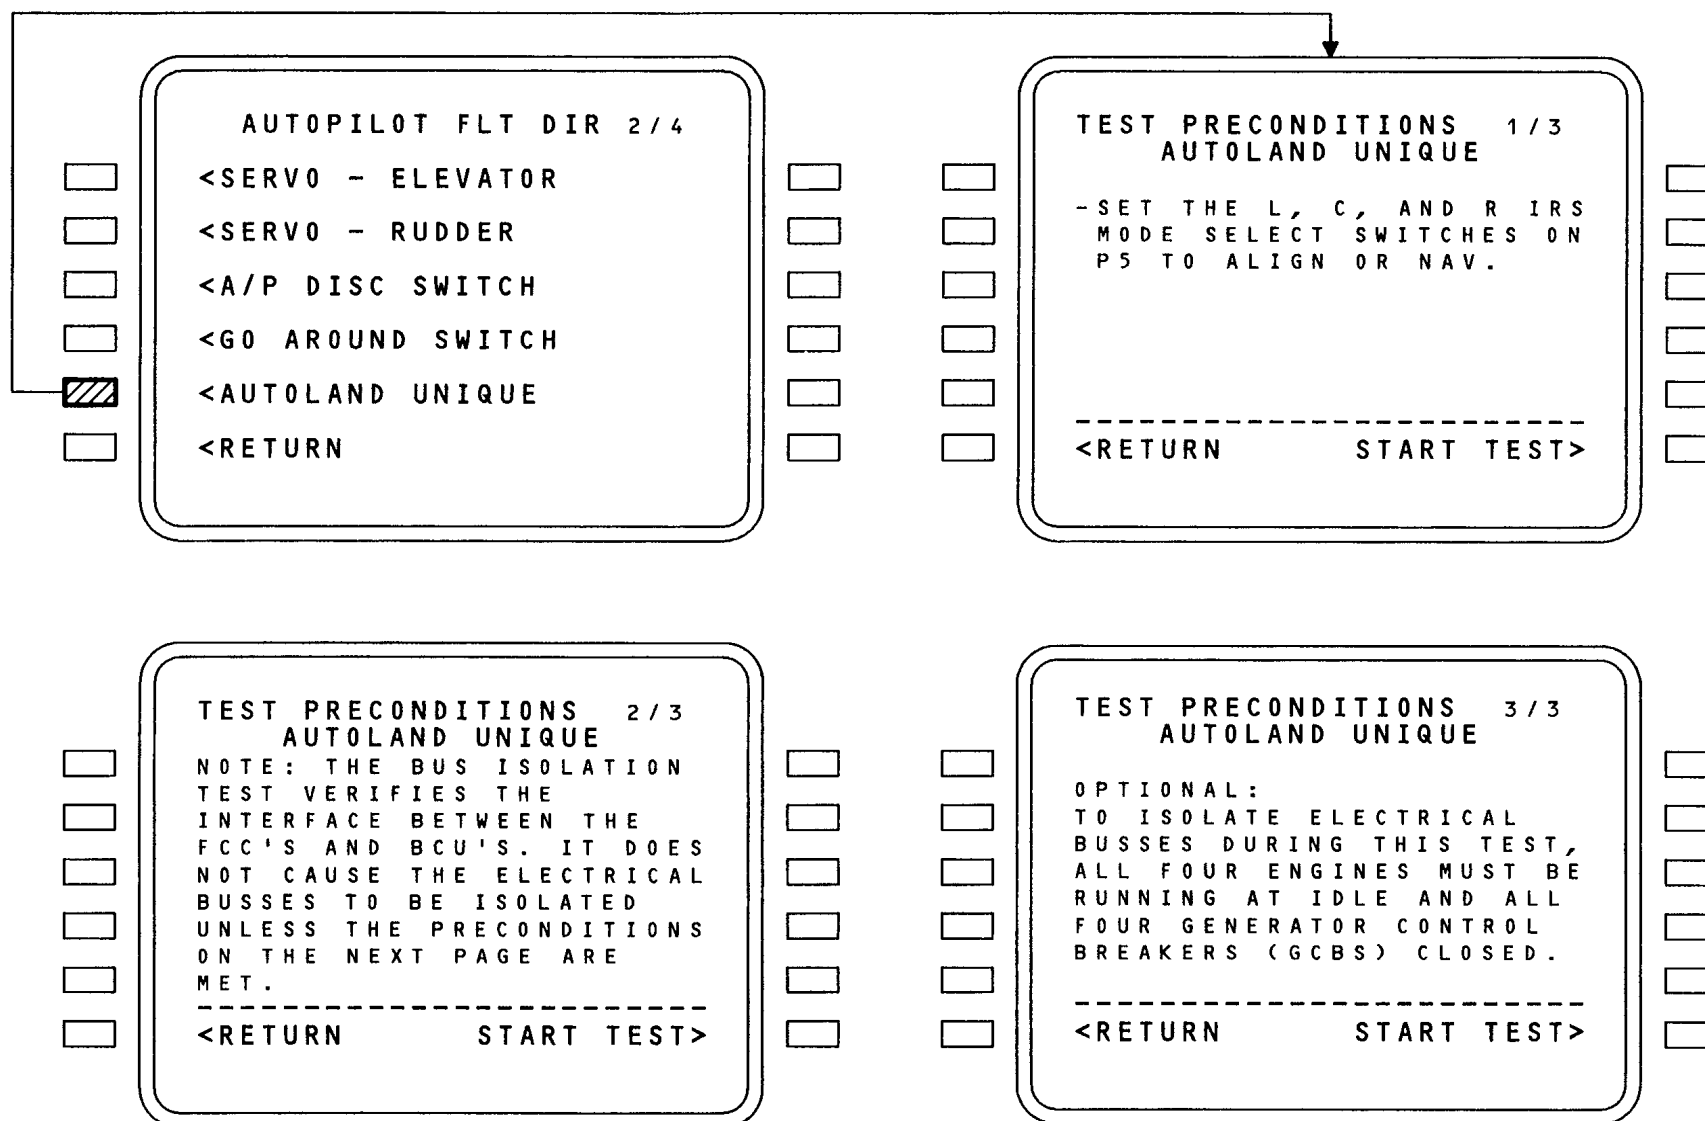 AUTOPILOT FLT DIR 2/4
<SERVO - ELEVATOR
<SERVO - RUDDER
<A/P DISC SWITCH
<GO AROUND SWITCH
<AUTOLAND UNIQUE
<RETURN
TEST PRECONDITIONS 1/3
AUTOLAND UNIQUE
-SET THE L, C, AND R IRS
MODE SELECT SWITCHES ON
P5 TO ALIGN OR NAV.
<RETURN START TEST>
TEST PRECONDITIONS 2/3
AUTOLAND UNIQUE
NOTE: THE BUS ISOLATION
TEST VERIFIES THE
INTERFACE BETWEEN THE
FCC'S AND BCU'S. IT DOES
NOT CAUSE THE ELECTRICAL
BUSSES TO BE ISOLATED
UNLESS THE PRECONDITIONS
ON THE NEXT PAGE ARE
MET.
<RETURN START TEST>
TEST PRECONDITIONS 3/3
AUTOLAND UNIQUE
OPTIONAL:
TO ISOLATE ELECTRICAL
BUSSES DURING THIS TEST,
ALL FOUR ENGINES MUST BE
RUNNING AT IDLE AND ALL
FOUR GENERATOR CONTROL
BREAKERS (GCBS) CLOSED.
<RETURN START TEST>